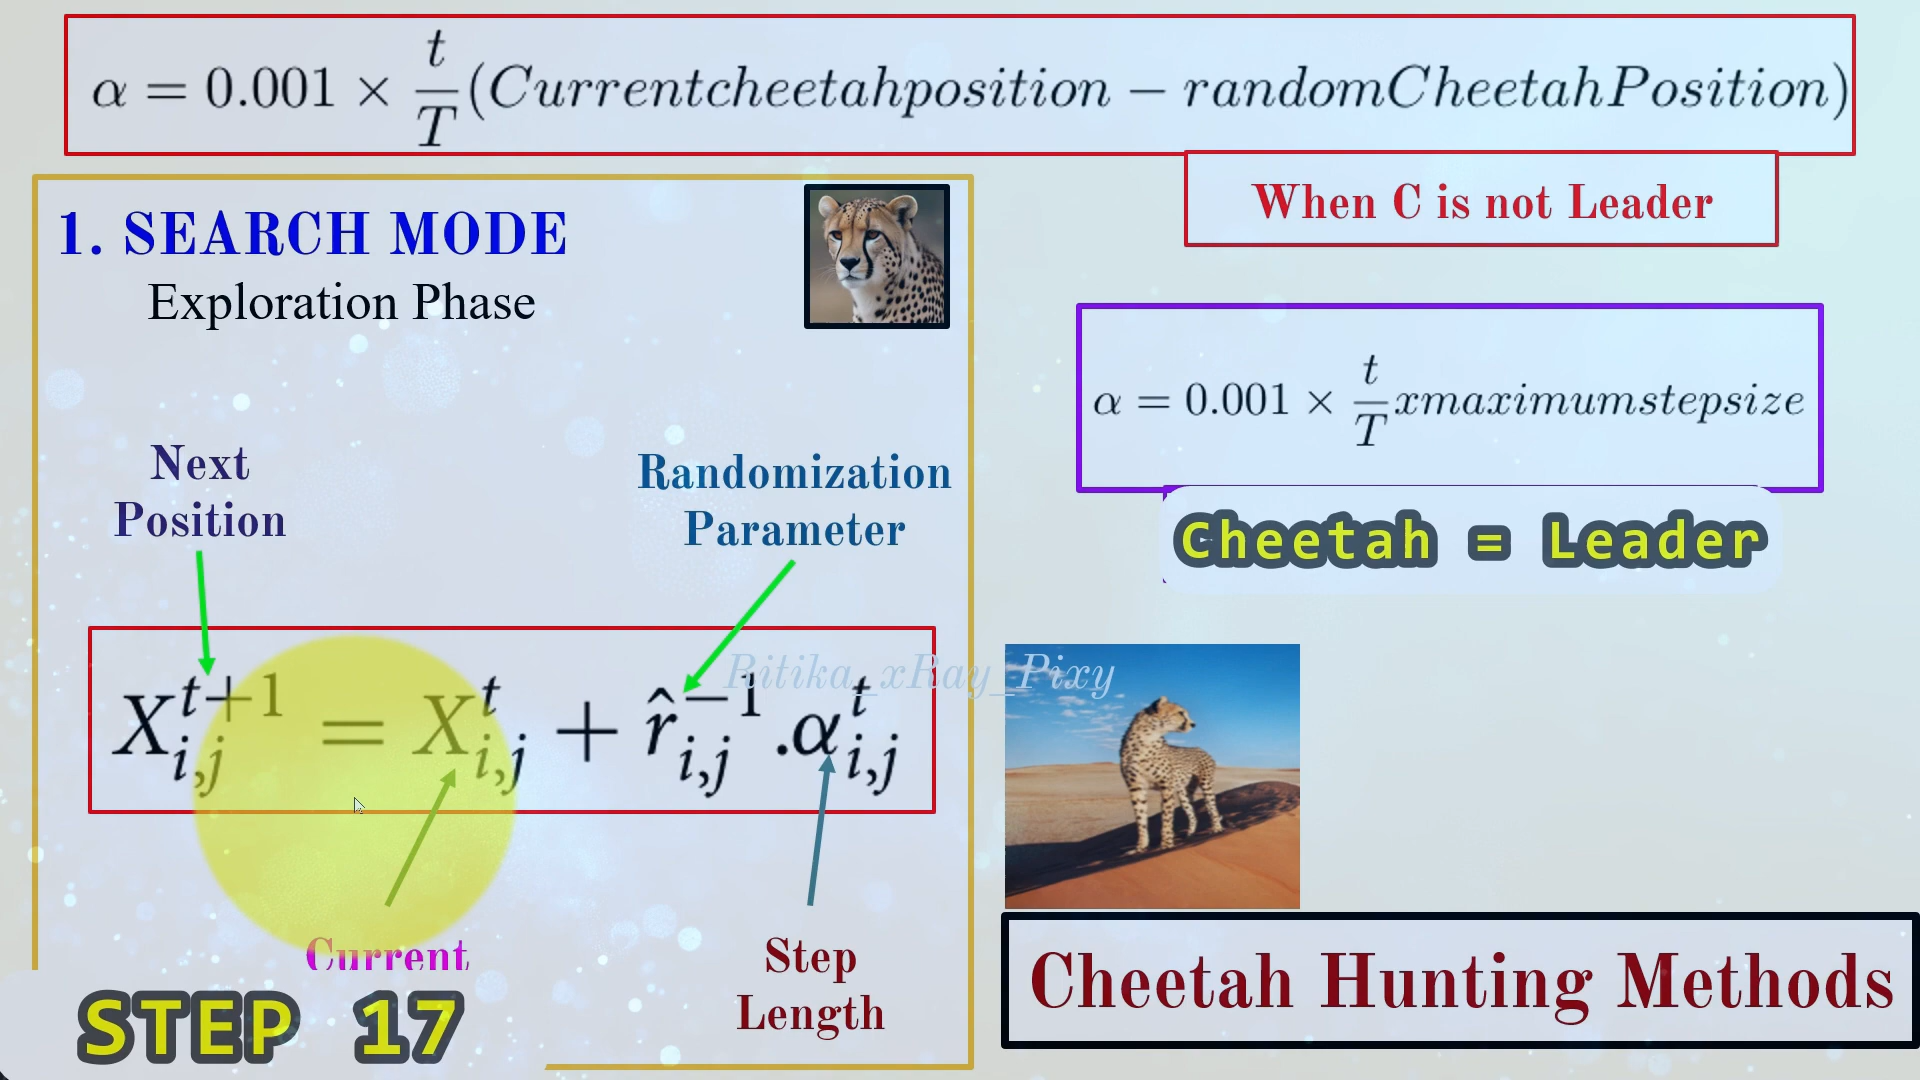 α = 0.001 × t/T (Currentcheetahposition − randomCheetahPosition)
When C is not Leader
1. SEARCH MODE
Exploration Phase
α = 0.001 × t/T xmaximumstepsize
Cheetah = Leader
Next
Position
Randomization
Parameter
Ritika_xRay_Pixy
X_{i,j}^{t+1} = X_{i,j}^{t} + r̂_{i,j}^{-1} . α_{i,j}^{t}
Current
Step
Length
STEP 17
Cheetah Hunting Methods